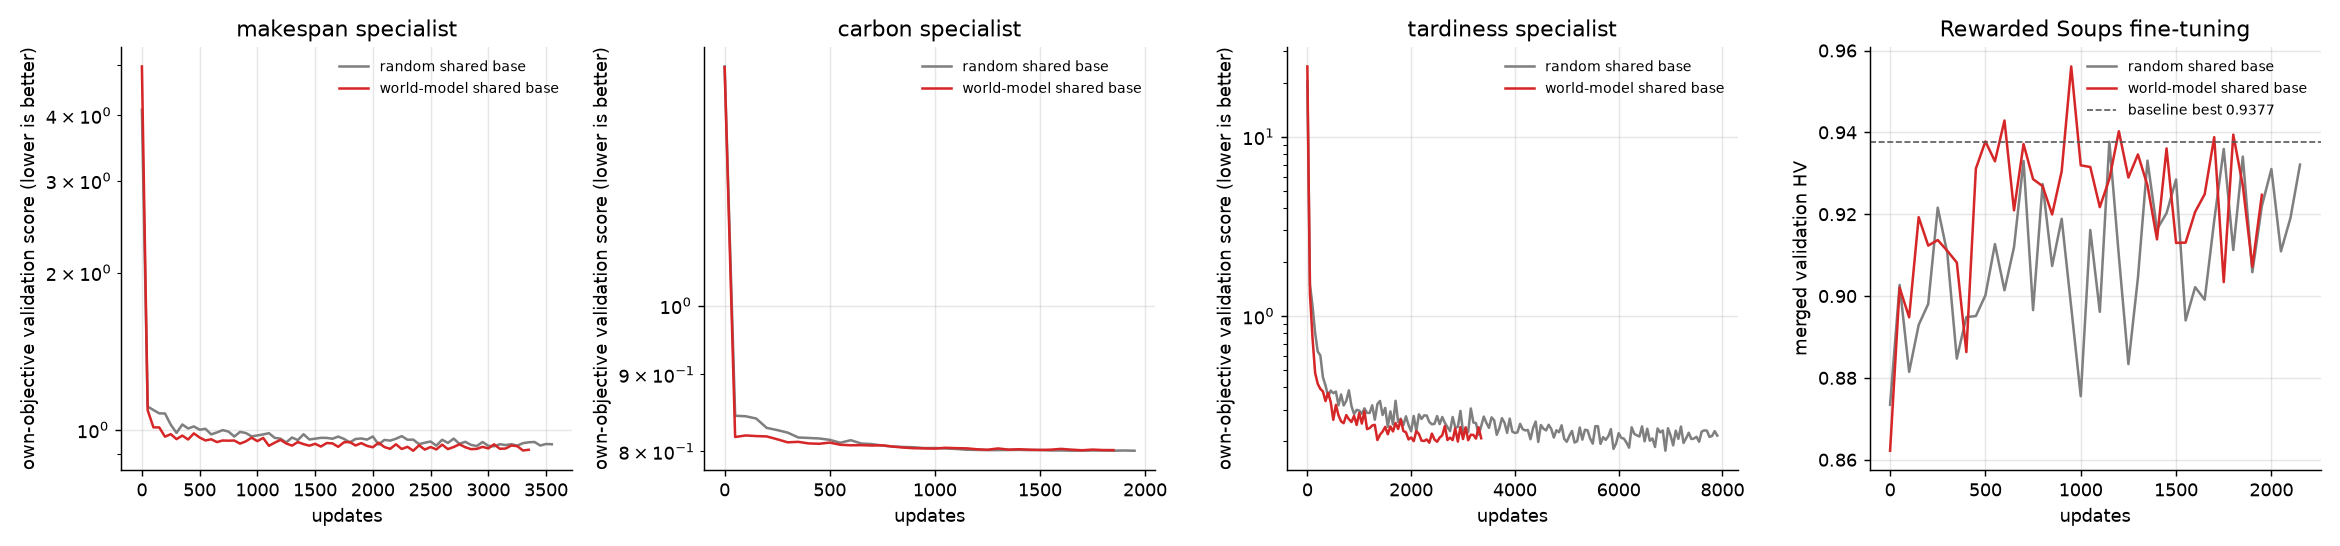 makespan specialist
own-objective validation score (lower is better)
4 × 10⁰
3 × 10⁰
2 × 10⁰
10⁰
random shared base
world-model shared base
0 500 1000 1500 2000 2500 3000 3500
updates
carbon specialist
own-objective validation score (lower is better)
10⁰
9 × 10⁻¹
8 × 10⁻¹
random shared base
world-model shared base
0 500 1000 1500 2000
updates
tardiness specialist
own-objective validation score (lower is better)
10¹
10⁰
random shared base
world-model shared base
0 2000 4000 6000 8000
updates
Rewarded Soups fine-tuning
merged validation HV
0.96
0.94
0.92
0.90
0.88
0.86
random shared base
world-model shared base
baseline best 0.9377
0 500 1000 1500 2000
updates